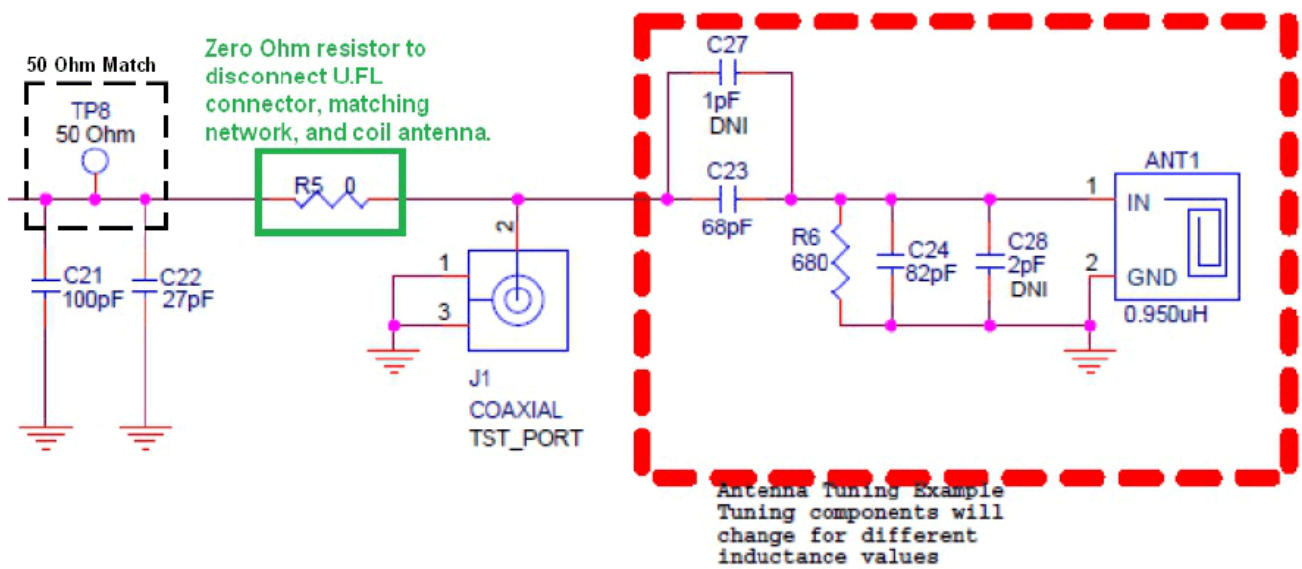 50 Ohm Match
TP8
50 Ohm
Zero Ohm resistor to
disconnect U.FL
connector, matching
network, and coil antenna.
R5 0
C21
100pF
C22
27pF
2
1
3
J1
COAXIAL
TST_PORT
C27
1pF
DNI
C23
68pF
R6
680
C24
82pF
C28
2pF
DNI
ANT1
1
IN
2
GND
0.950uH
Antenna Tuning Example
Tuning components will
change for different
inductance values